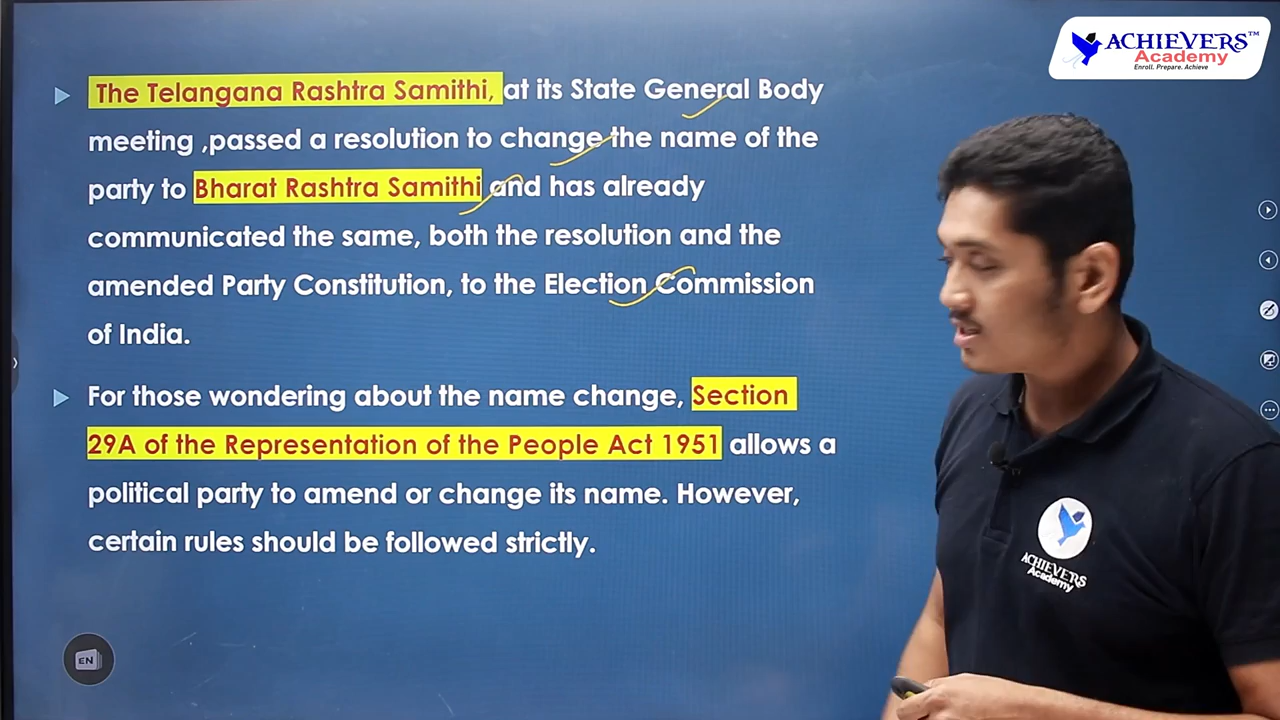 ACHIEVERS™
Academy
Enroll. Prepare. Achieve
The Telangana Rashtra Samithi, at its State General Body
meeting ,passed a resolution to change the name of the
party to Bharat Rashtra Samithi and has already
communicated the same, both the resolution and the
amended Party Constitution, to the Election Commission
of India.
For those wondering about the name change, Section
29A of the Representation of the People Act 1951 allows a
political party to amend or change its name. However,
certain rules should be followed strictly.
EN
ACHIEVERS
Academy